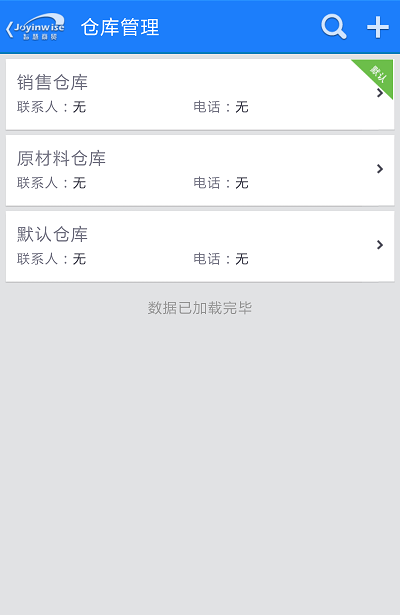 Joyinwise
智慧商贸
仓库管理
销售仓库
默认
联系人：无 电话：无
原材料仓库
联系人：无 电话：无
默认仓库
联系人：无 电话：无
数据已加载完毕